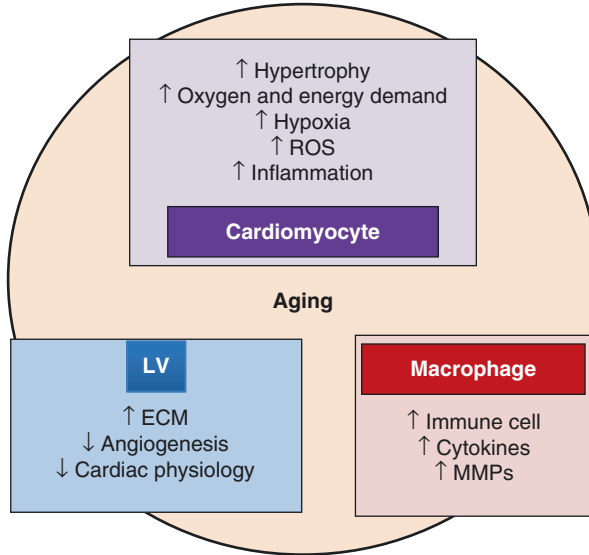 ↑ Hypertrophy
↑ Oxygen and energy demand
↑ Hypoxia
↑ ROS
↑ Inflammation
Cardiomyocyte
Aging
LV
↑ ECM
↓ Angiogenesis
↓ Cardiac physiology
Macrophage
↑ Immune cell
↑ Cytokines
↑ MMPs